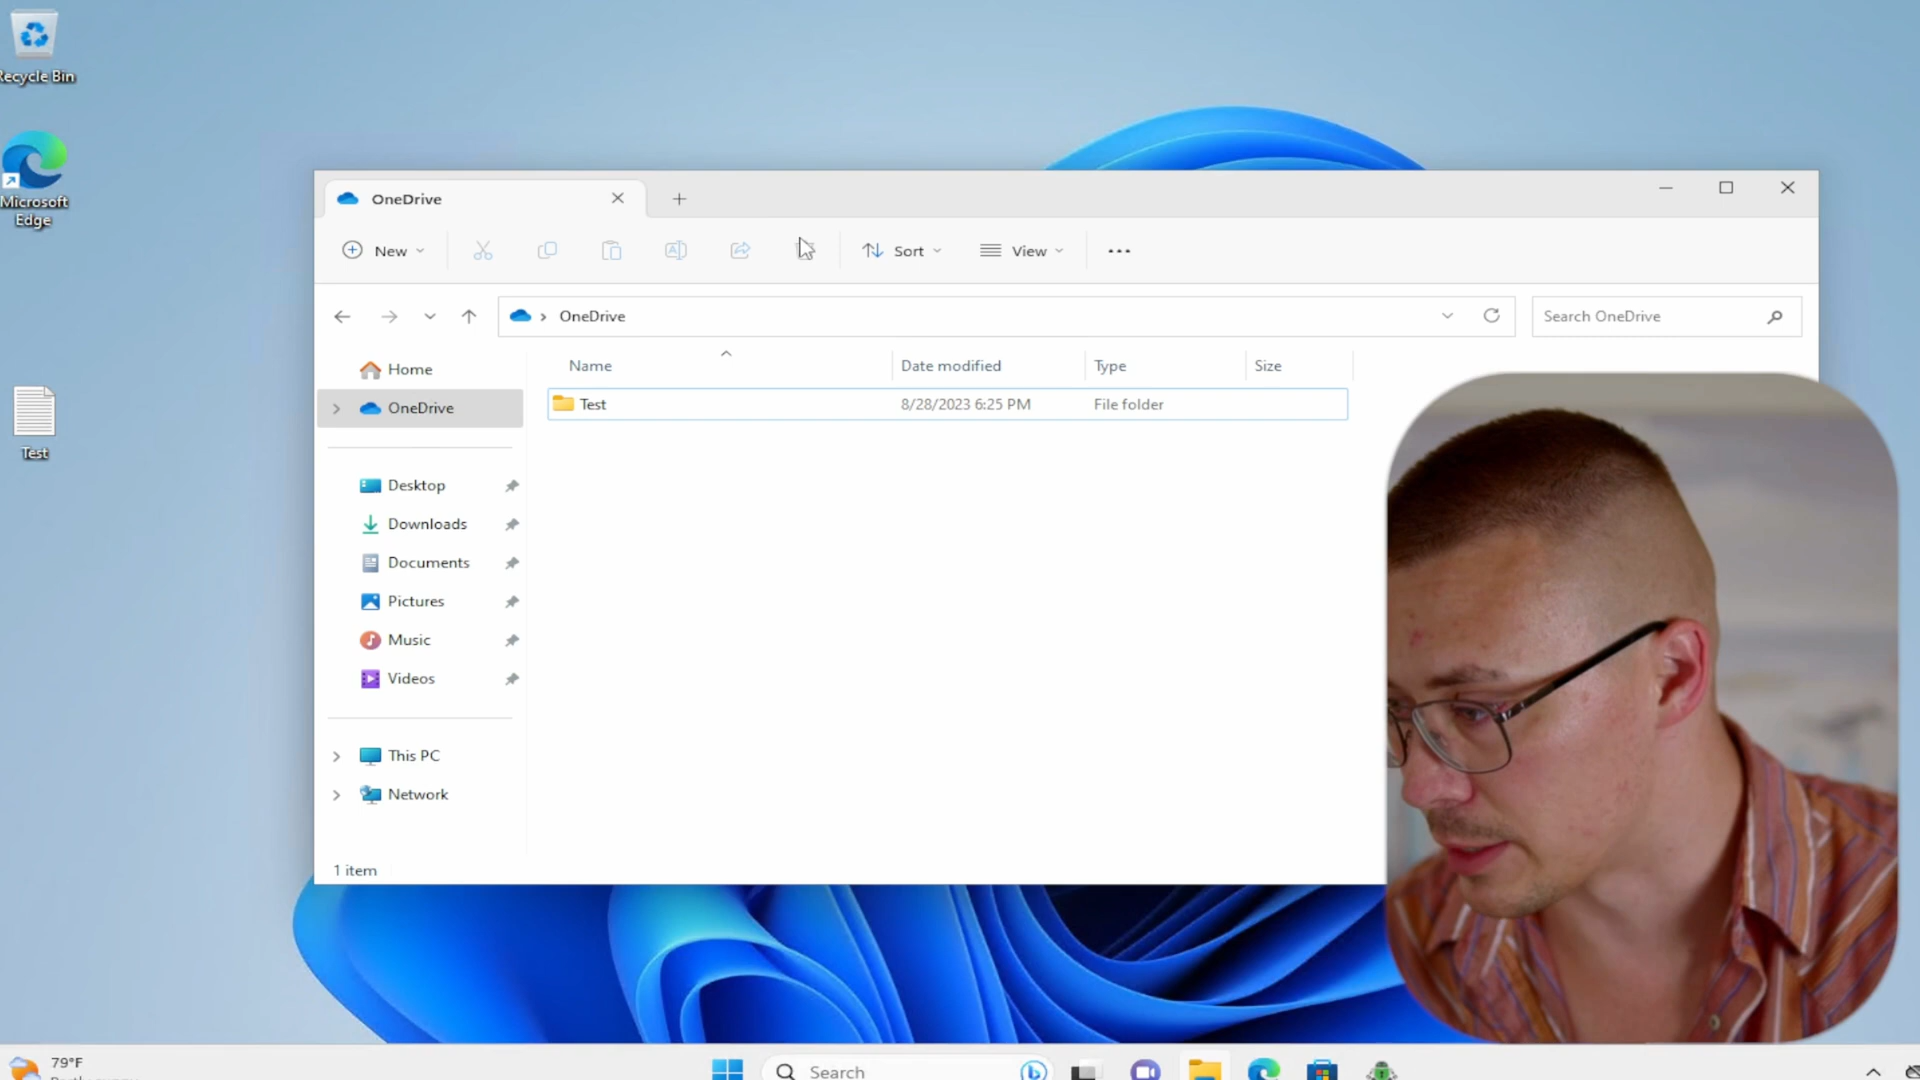 Recycle Bin
Microsoft
Edge
Test
OneDrive
New
Sort
View
OneDrive
Search OneDrive
Name
Date modified
Type
Size
Home
OneDrive
Test
8/28/2023 6:25 PM
File folder
Desktop
Downloads
Documents
Pictures
Music
Videos
This PC
Network
1 item
79°F
Search